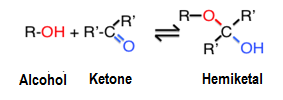 R-OH + R'-C
R'
O
R-O
R'
C
R'
OH
Alcohol Ketone Hemiketal